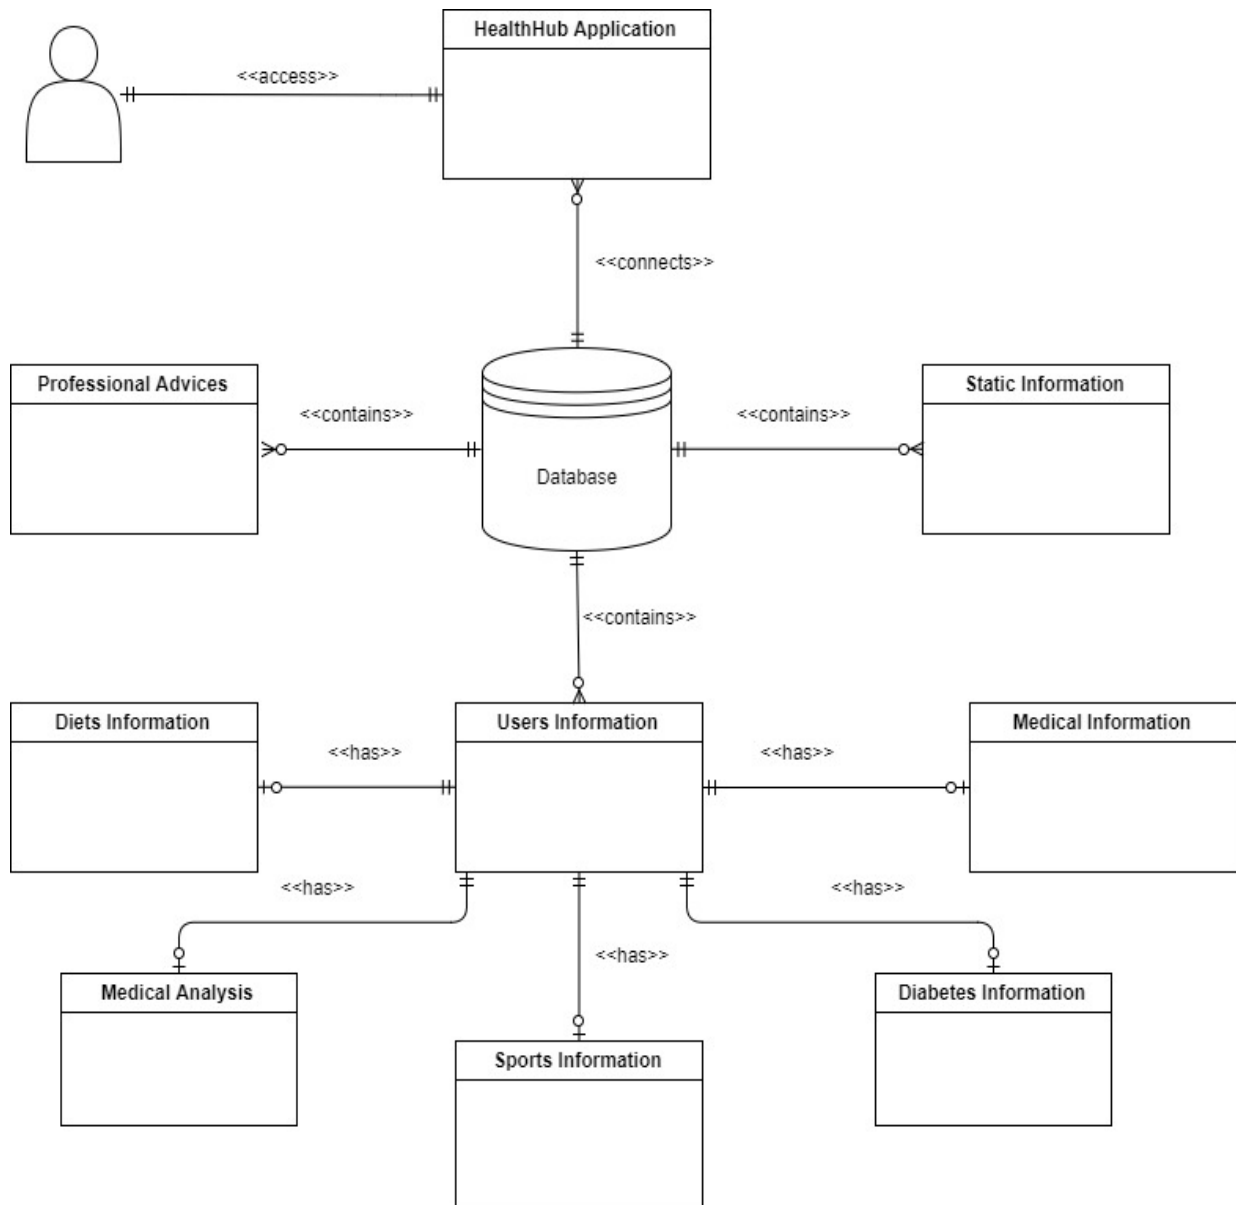 HealthHub Application
<<access>>
<<connects>>
Professional Advices
<<contains>>
Database
<<contains>>
Static Information
<<contains>>
Diets Information
<<has>>
Users Information
<<has>>
Medical Information
<<has>>
<<has>>
<<has>>
Medical Analysis
Sports Information
Diabetes Information